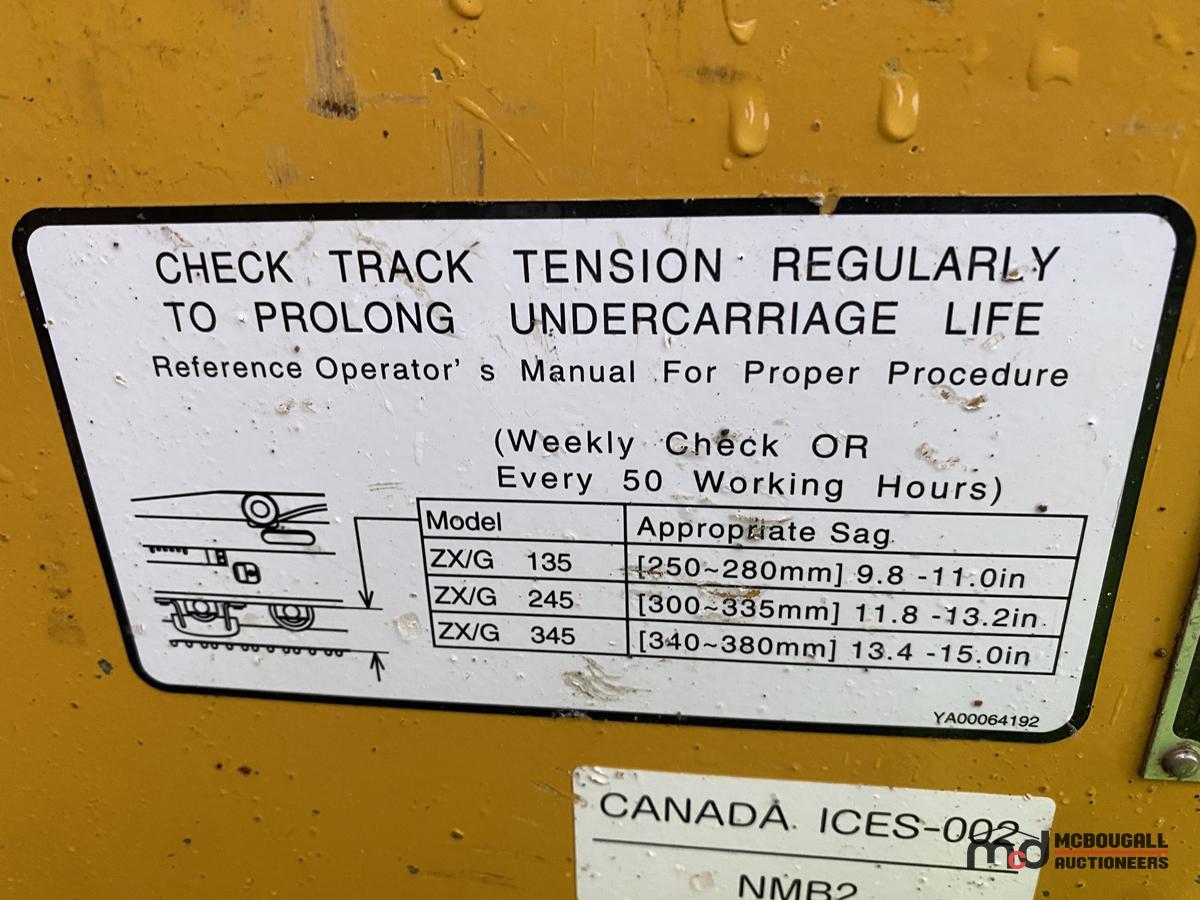 CHECK TRACK TENSION REGULARLY
TO PROLONG UNDERCARRIAGE LIFE
Reference Operator's Manual For Proper Procedure
(Weekly Check OR
Every 50 Working Hours)
Model Appropriate Sag
ZX/G 135 [250~280mm] 9.8 -11.0in
ZX/G 245 [300~335mm] 11.8 -13.2in
ZX/G 345 [340~380mm] 13.4 -15.0in
YA00064192
CANADA ICES-002
NMB2
mcd MCDOUGALL
AUCTIONEERS